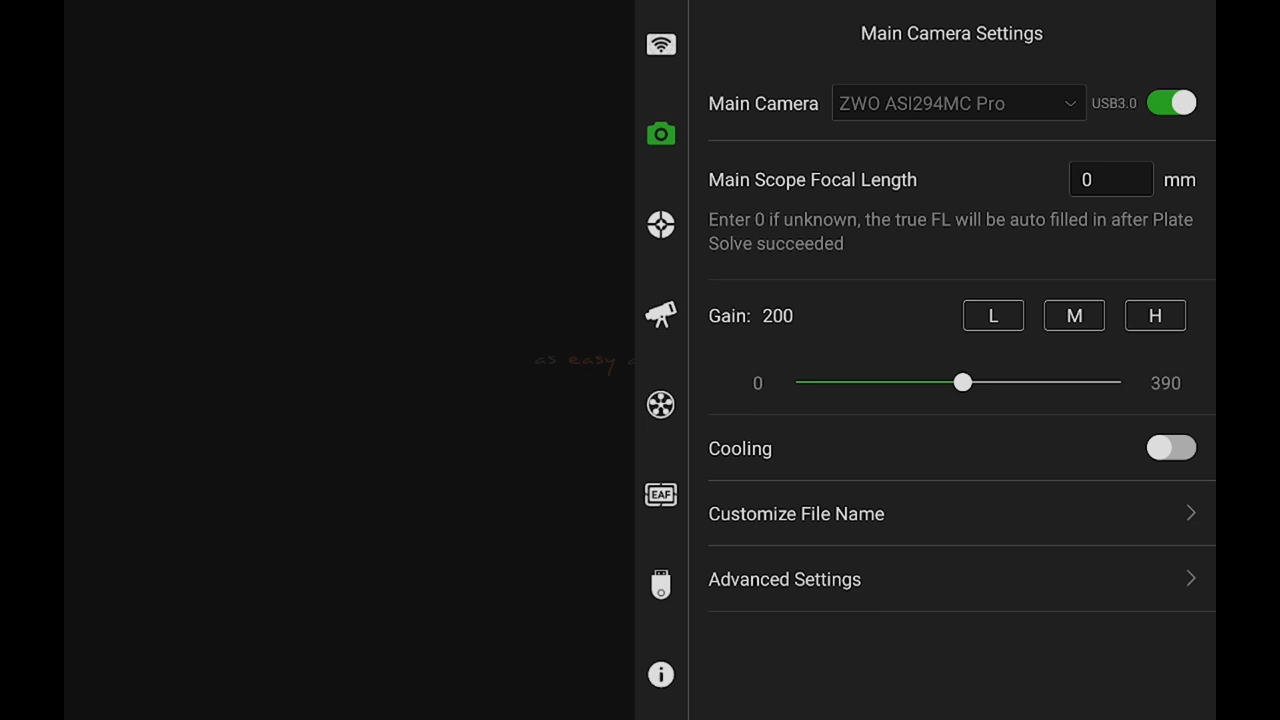 Main Camera Settings
Main Camera ZWO ASI294MC Pro USB3.0
Main Scope Focal Length 0 mm
Enter 0 if unknown, the true FL will be auto filled in after Plate
Solve succeeded
Gain: 200 L M H
0 390
as easy
Cooling
EAF
Customize File Name
Advanced Settings